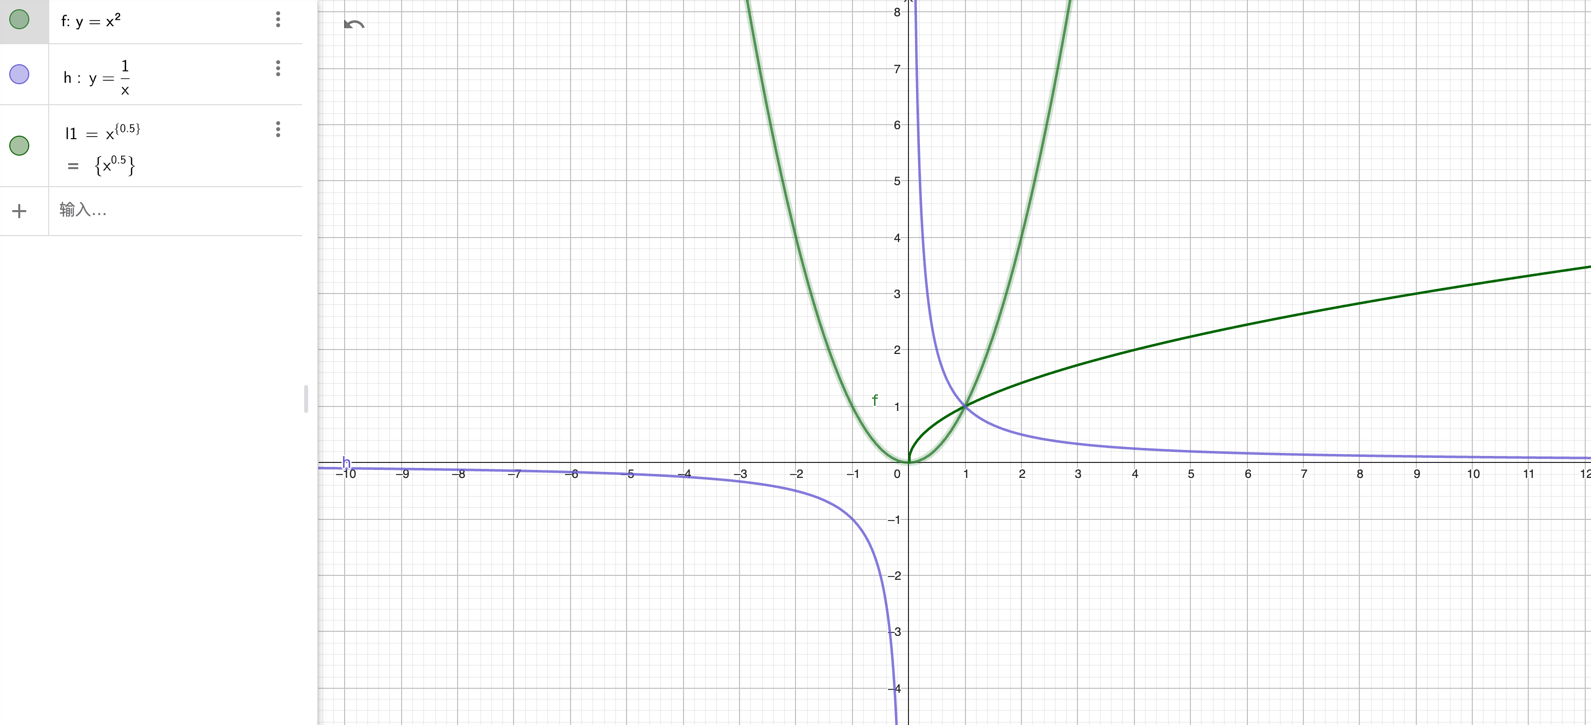 f: y = x²
h : y = 1/x
l1 = x^{0.5}
= {x^0.5}
+ 输入...
8
7
6
5
4
3
2
f
1
h
−10 −9 −8 −7 −6 −5 −4 −3 −2 −1 0 1 2 3 4 5 6 7 8 9 10 11 12
−1
−2
−3
−4